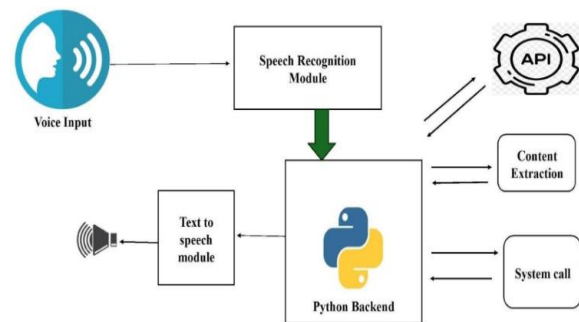 Voice Input
Speech Recognition
Module
API
Content
Extraction
Text to
speech
module
Python Backend
System call